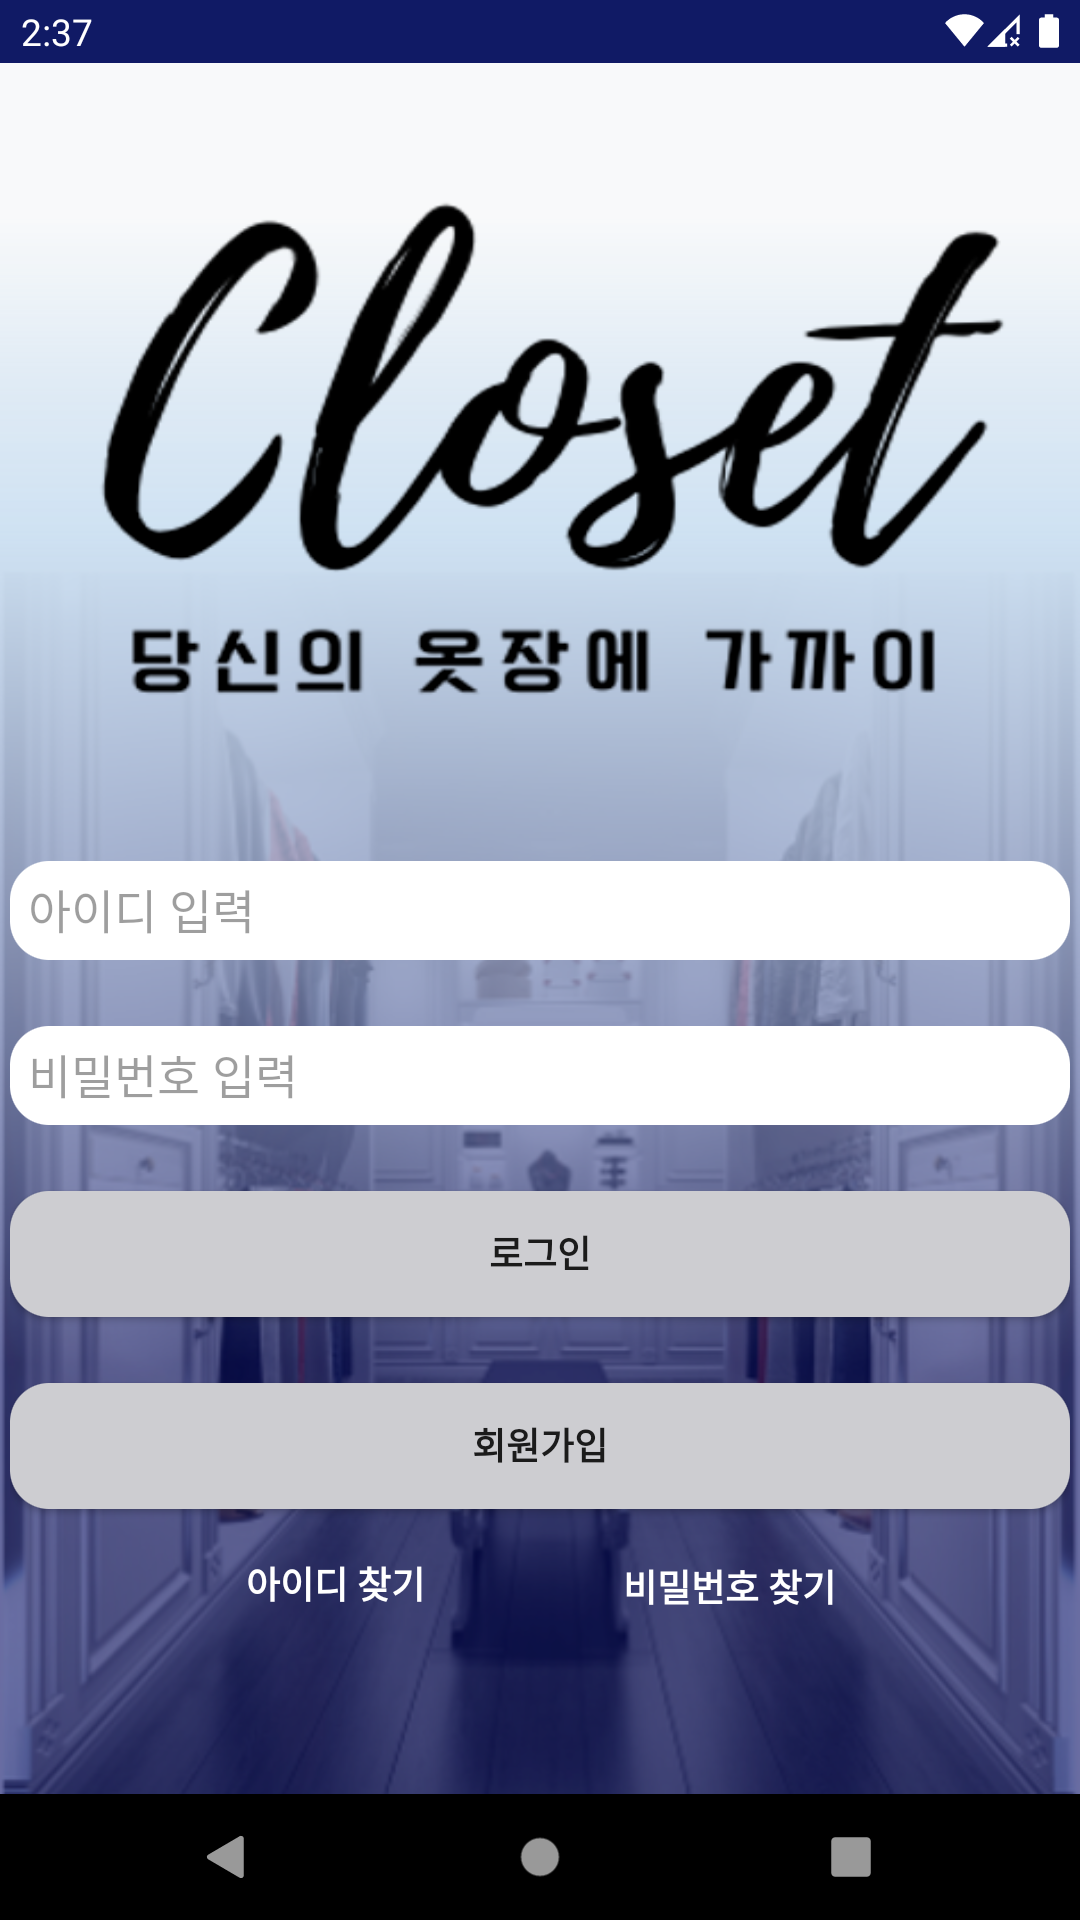 2:37
Closet
당신의 옷장에 가까이
아이디 입력
비밀번호 입력
로그인
회원가입
아이디 찾기
비밀번호 찾기